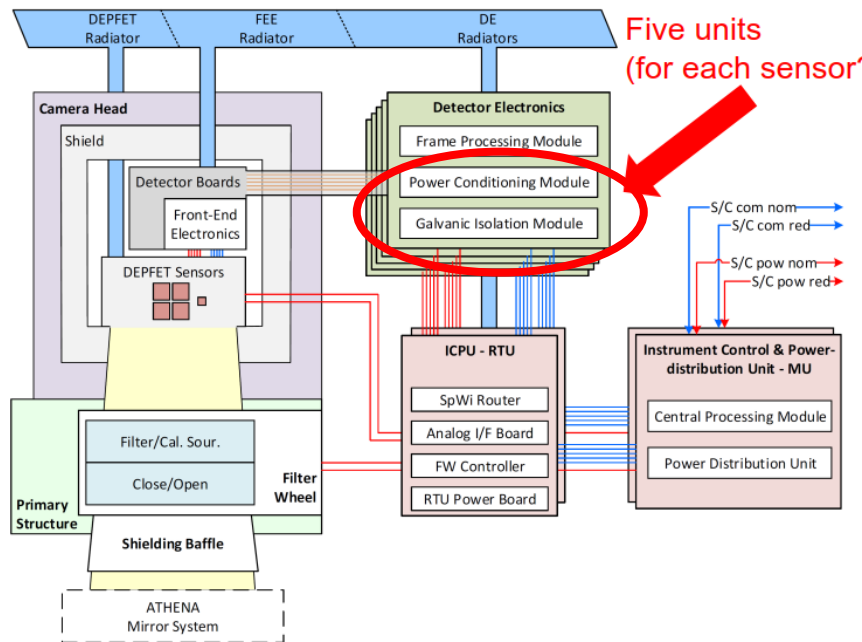 DEPFET
Radiator
FEE
Radiator
DE
Radiators
Five units
(for each sensor?
Camera Head
Shield
Detector Boards
Front-End
Electronics
DEPFET Sensors
Detector Electronics
Frame Processing Module
Power Conditioning Module
Galvanic Isolation Module
S/C com nom
S/C com red
S/C pow nom
S/C pow red
ICPU - RTU
SpWi Router
Analog I/F Board
FW Controller
RTU Power Board
Instrument Control & Power-
distribution Unit - MU
Central Processing Module
Power Distribution Unit
Filter/Cal. Sour.
Close/Open
Filter
Wheel
Primary
Structure
Shielding Baffle
ATHENA
Mirror System